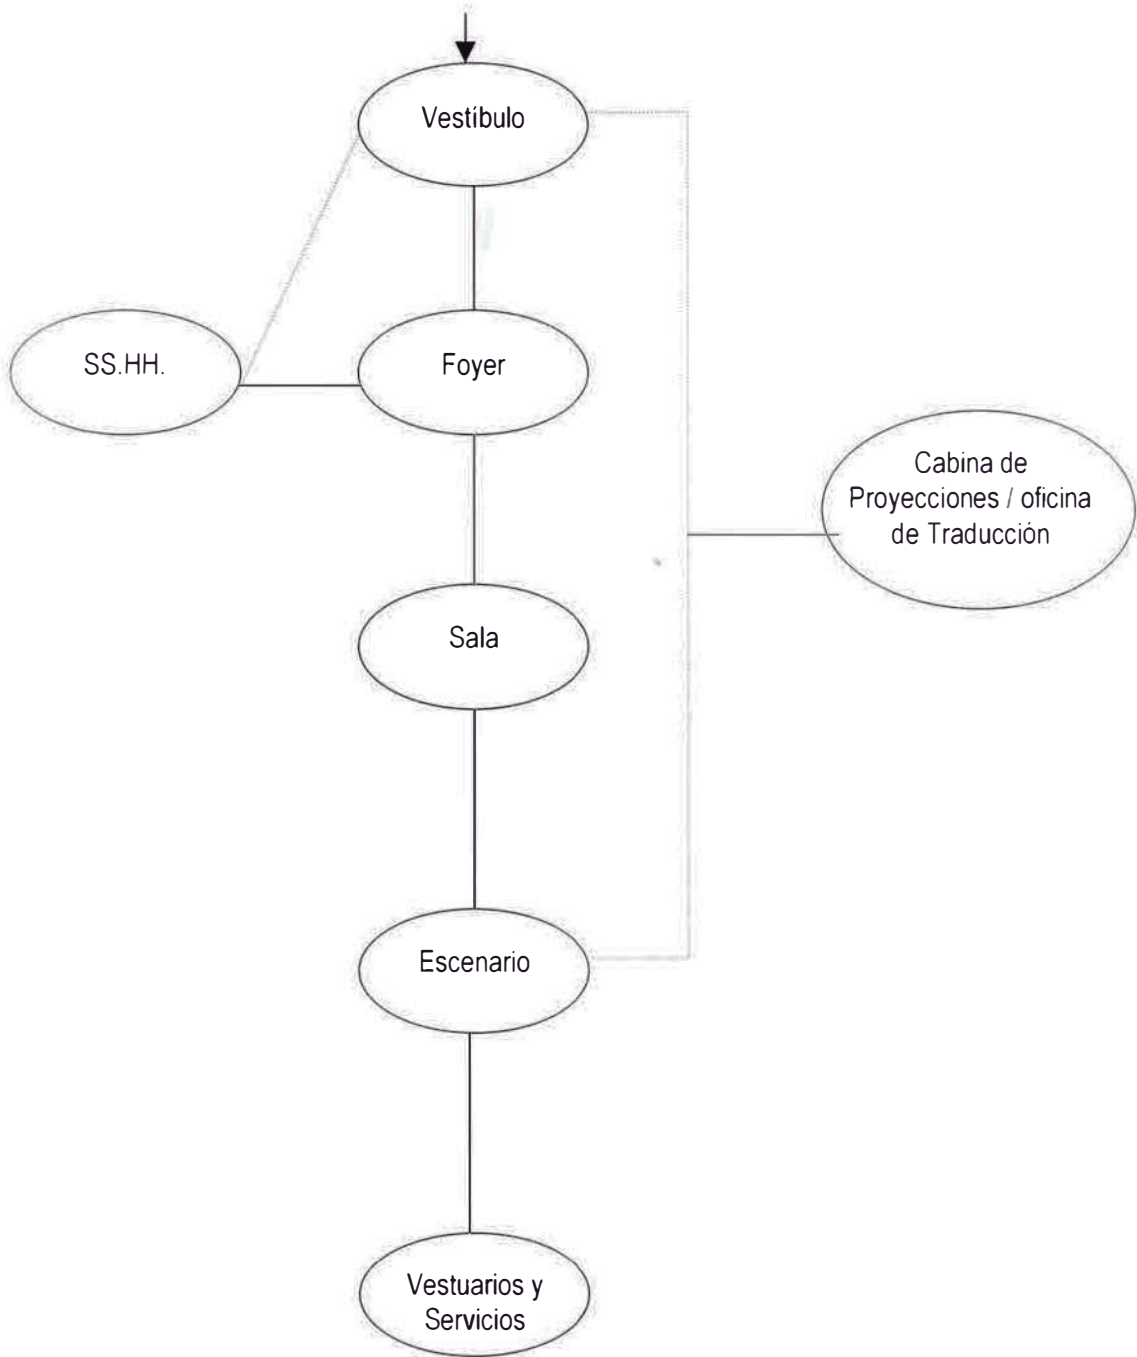 Vestíbulo
SS.HH.
Foyer
Cabina de
Proyecciones / oficina
de Traducción
Sala
Escenario
Vestuarios y
Servicios